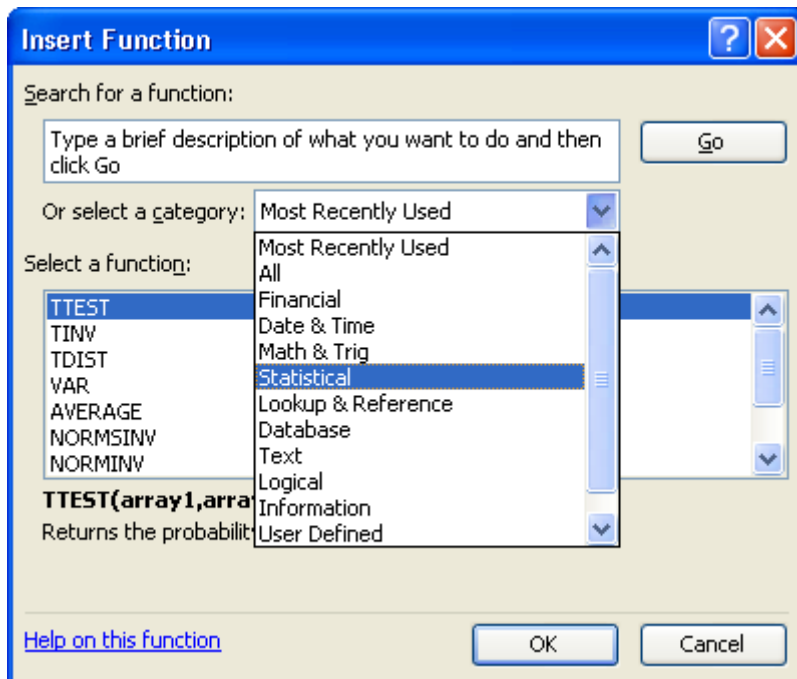 Insert Function
Search for a function:
Type a brief description of what you want to do and then
click Go
Go
Or select a category:
Most Recently Used
Most Recently Used
All
Financial
Date & Time
Math & Trig
Statistical
Lookup & Reference
Database
Text
Logical
Information
User Defined
Select a function:
TTEST
TINV
TDIST
VAR
AVERAGE
NORMSINV
NORMINV
TTEST(array1,arra
Returns the probabilit
Help on this function
OK
Cancel